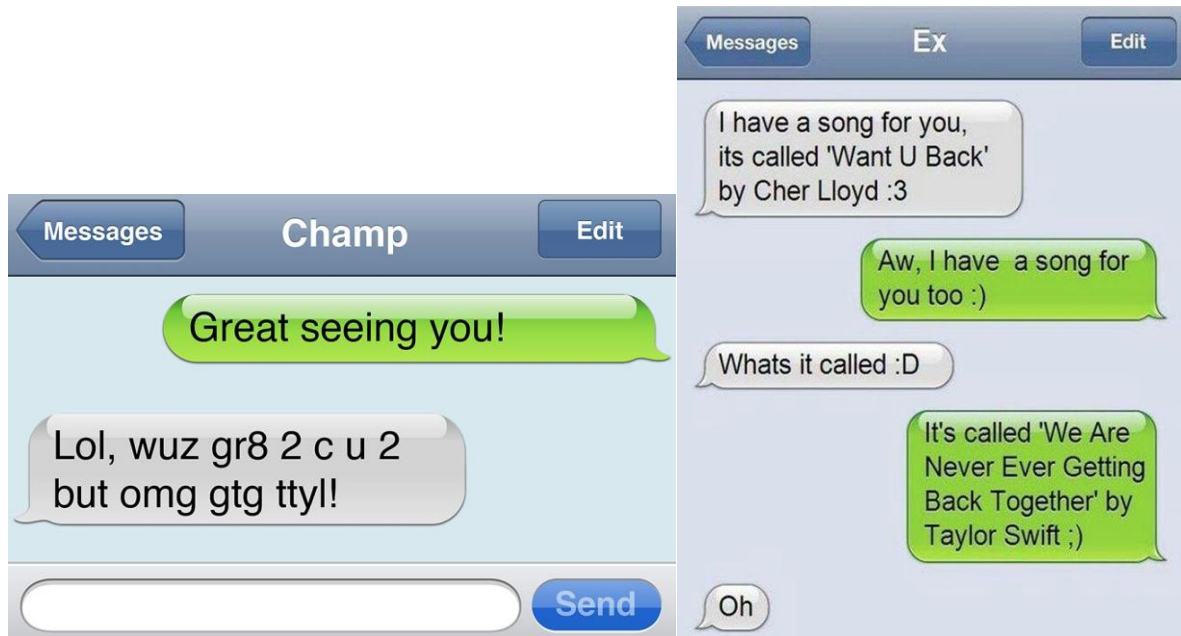 Messages
Champ
Edit
Great seeing you!
Lol, wuz gr8 2 c u 2
but omg gtg ttyl!
Send
Messages
Ex
Edit
I have a song for you,
its called 'Want U Back'
by Cher Lloyd :3
Aw, I have  a song for
you too :)
Whats it called :D
It's called 'We Are
Never Ever Getting
Back Together' by
Taylor Swift ;)
Oh